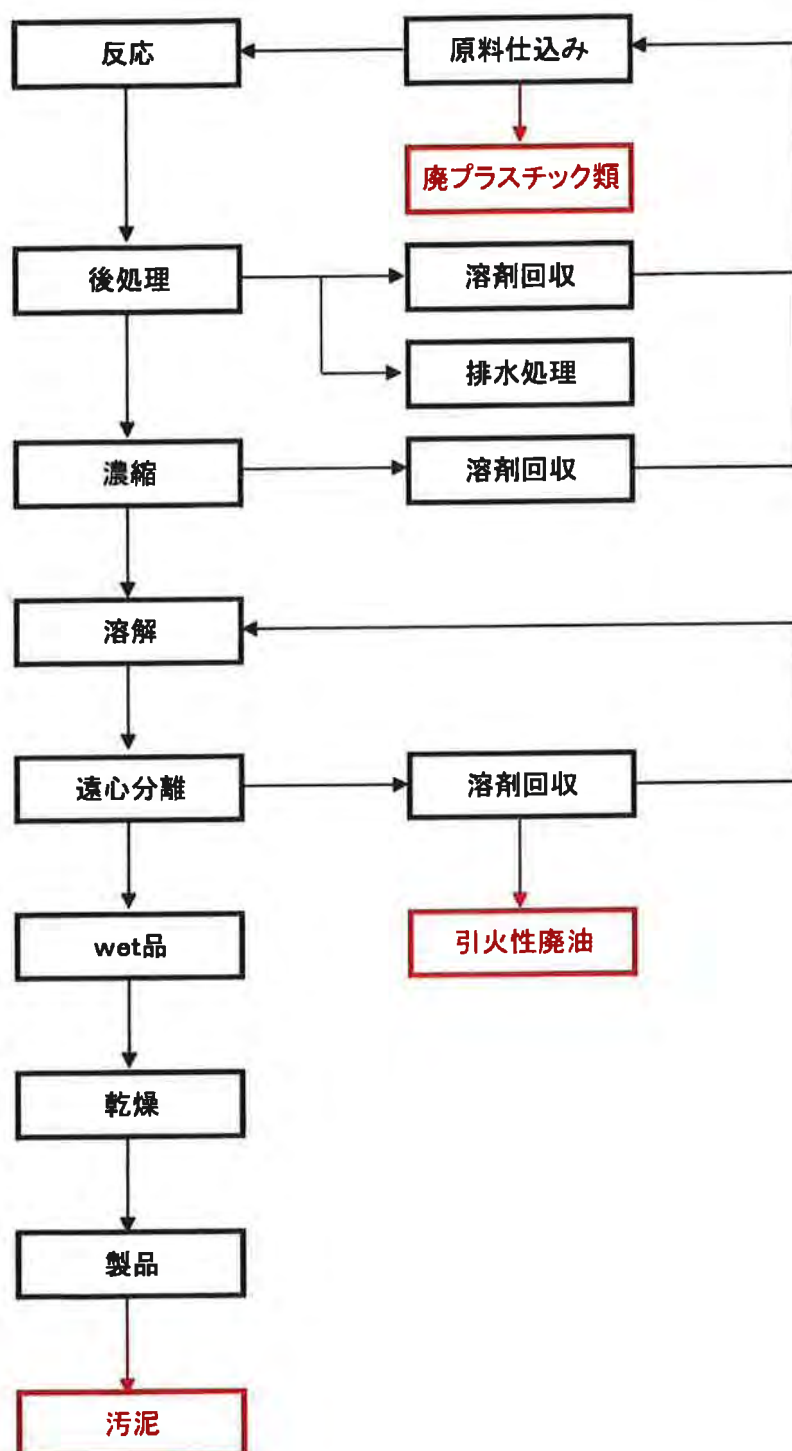 反応
原料仕込み
廃プラスチック類
後処理
溶剤回収
排水処理
濃縮
溶剤回収
溶解
遠心分離
溶剤回収
wet品
引火性廃油
乾燥
製品
汚泥